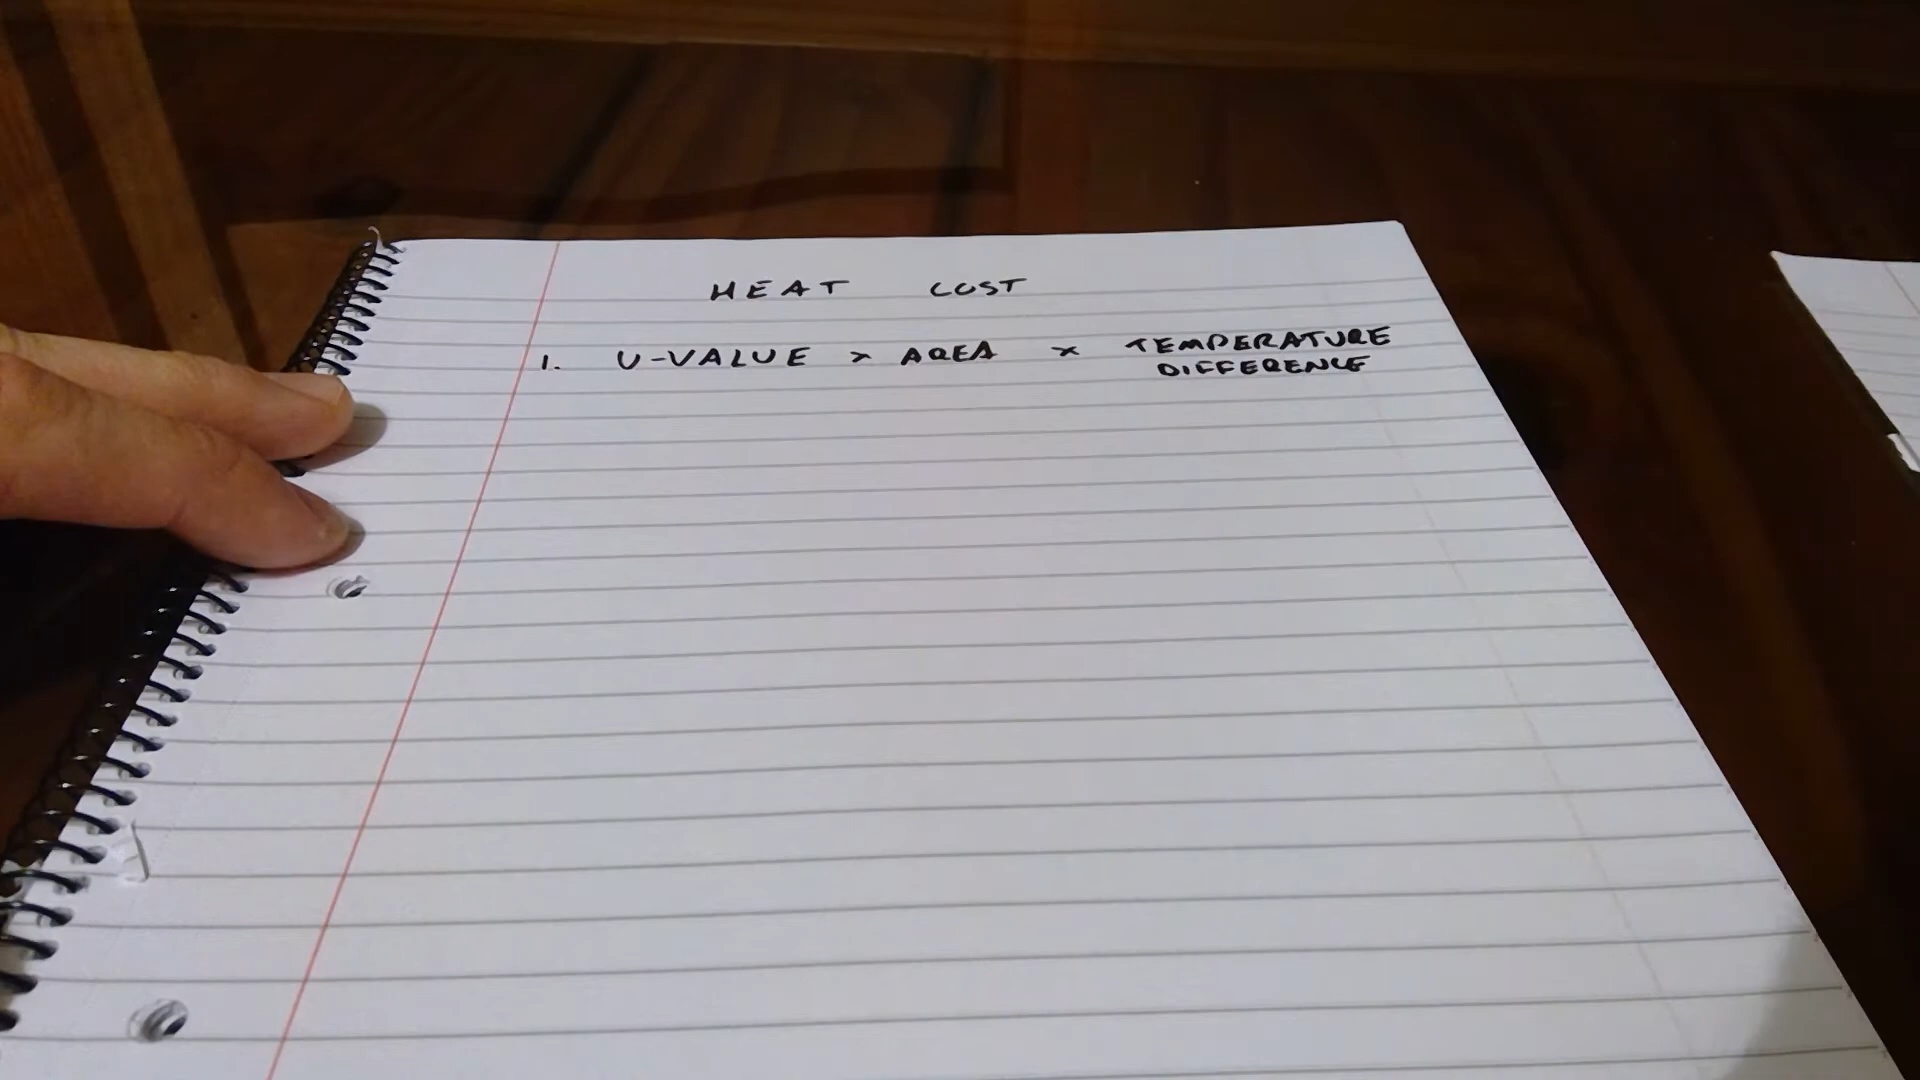 HEAT COST
1. U-VALUE × AREA × TEMPERATURE
DIFFERENCE